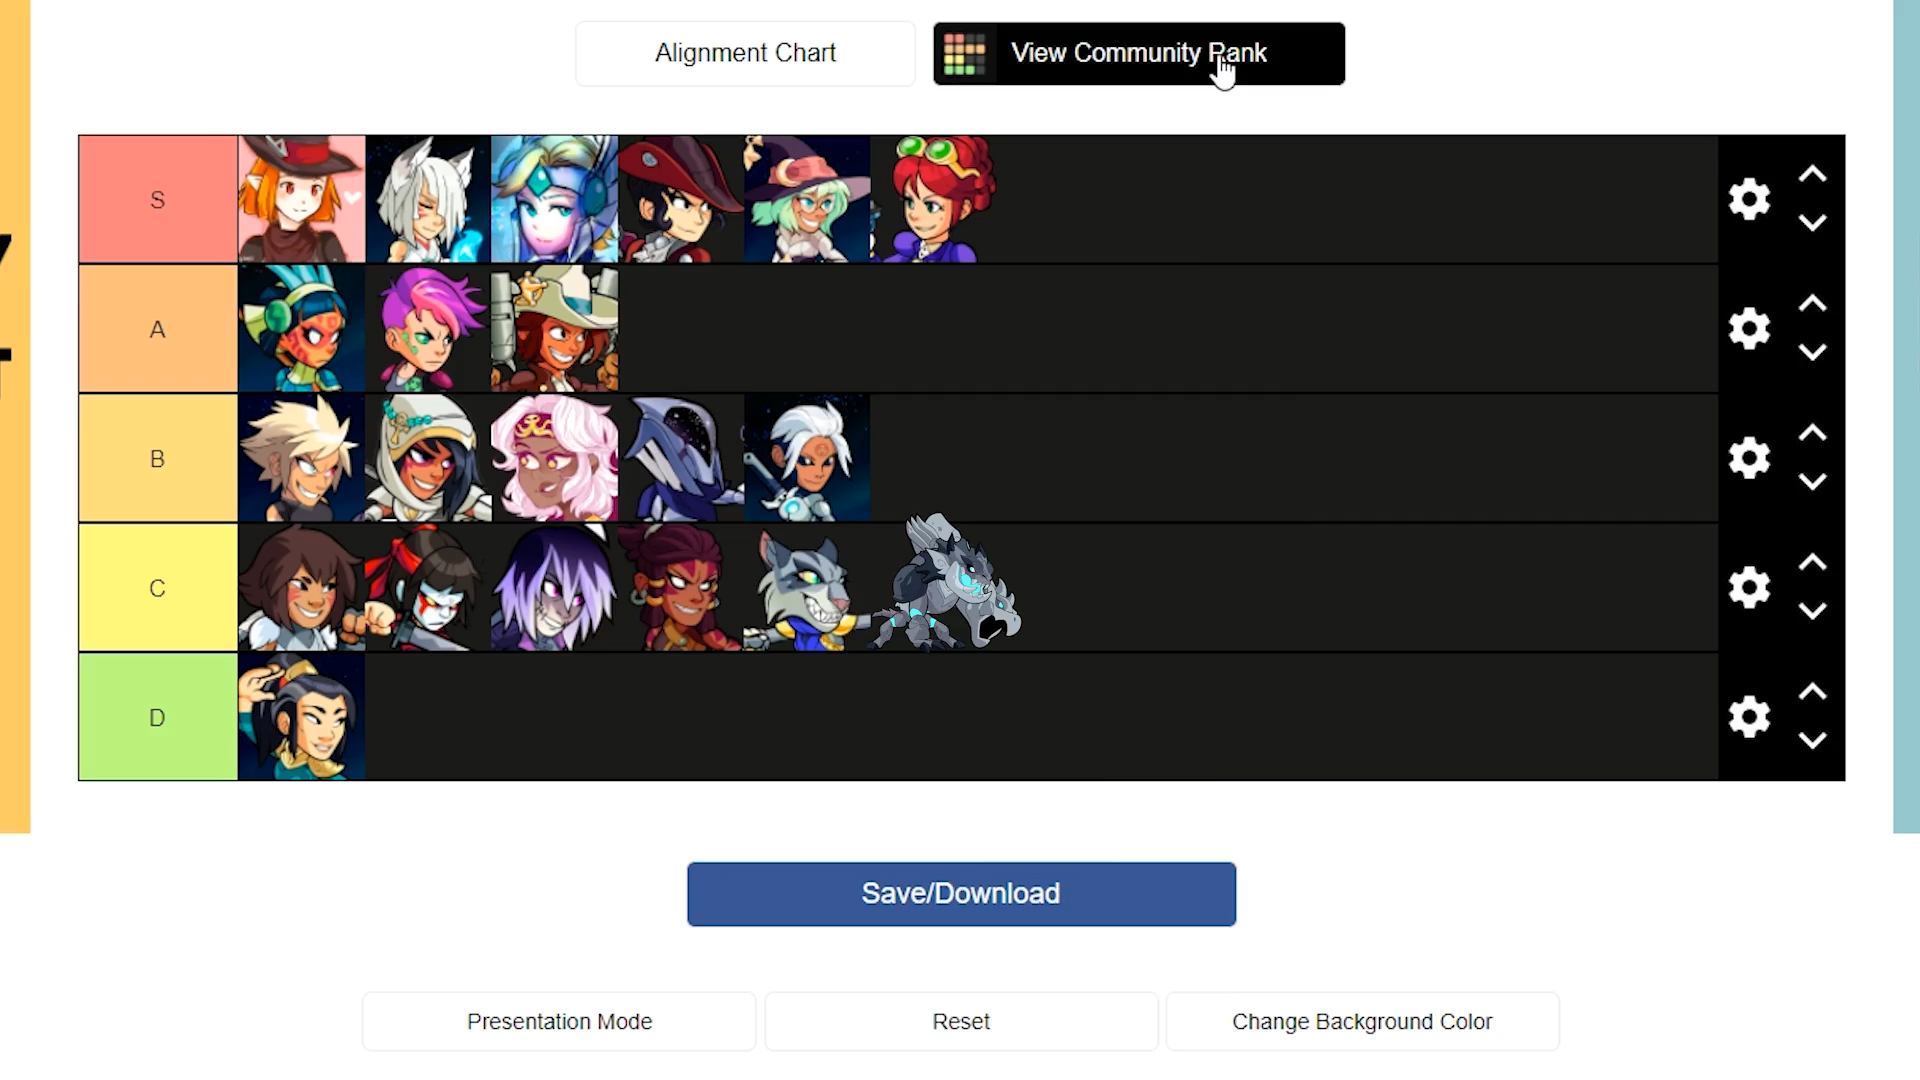 Alignment Chart
View Community Rank
S
A
B
C
D
Save/Download
Presentation Mode
Reset
Change Background Color